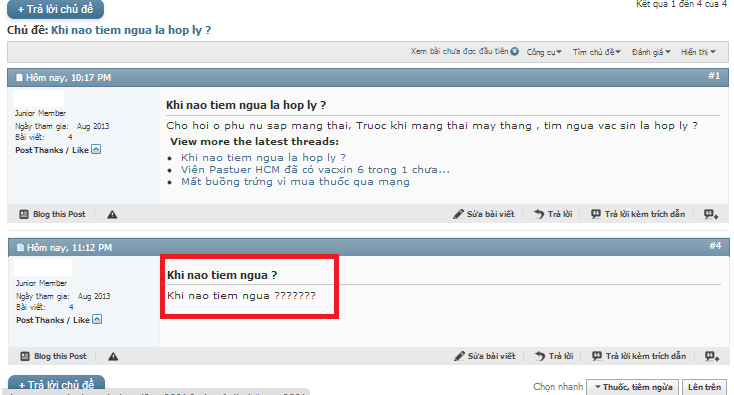 + Trả lời chủ đề
Kết quả 1 đến 4 của 4
Chủ đề: Khi nao tiem ngua la hop ly ?
Xem bài chưa đọc đầu tiên Công cụ Tìm chủ đề Đánh giá Hiển thị
Hôm nay, 10:17 PM #1
Junior Member
Ngày tham gia: Aug 2013
Bài viết: 4
Post Thanks / Like
Khi nao tiem ngua la hop ly ?
Cho hoi o phu nu sap mang thai, Truoc khi mang thai may thang , tim ngua vac sin la hop ly ?
View more the latest threads:
Khi nao tiem ngua la hop ly ?
Viện Pastuer HCM đã có vacxin 6 trong 1 chưa...
Mất buồng trứng vì mua thuốc qua mạng
Blog this Post Sửa bài viết Trả lời Trả lời kèm trích dẫn
Hôm nay, 11:12 PM #4
Junior Member
Ngày tham gia: Aug 2013
Bài viết: 4
Post Thanks / Like
Khi nao tiem ngua ?
Khi nao tiem ngua ???????
Blog this Post Sửa bài viết Trả lời Trả lời kèm trích dẫn
+ Trả lời chủ đề
Chọn nhanh Thuốc, tiêm ngừa Lên trên